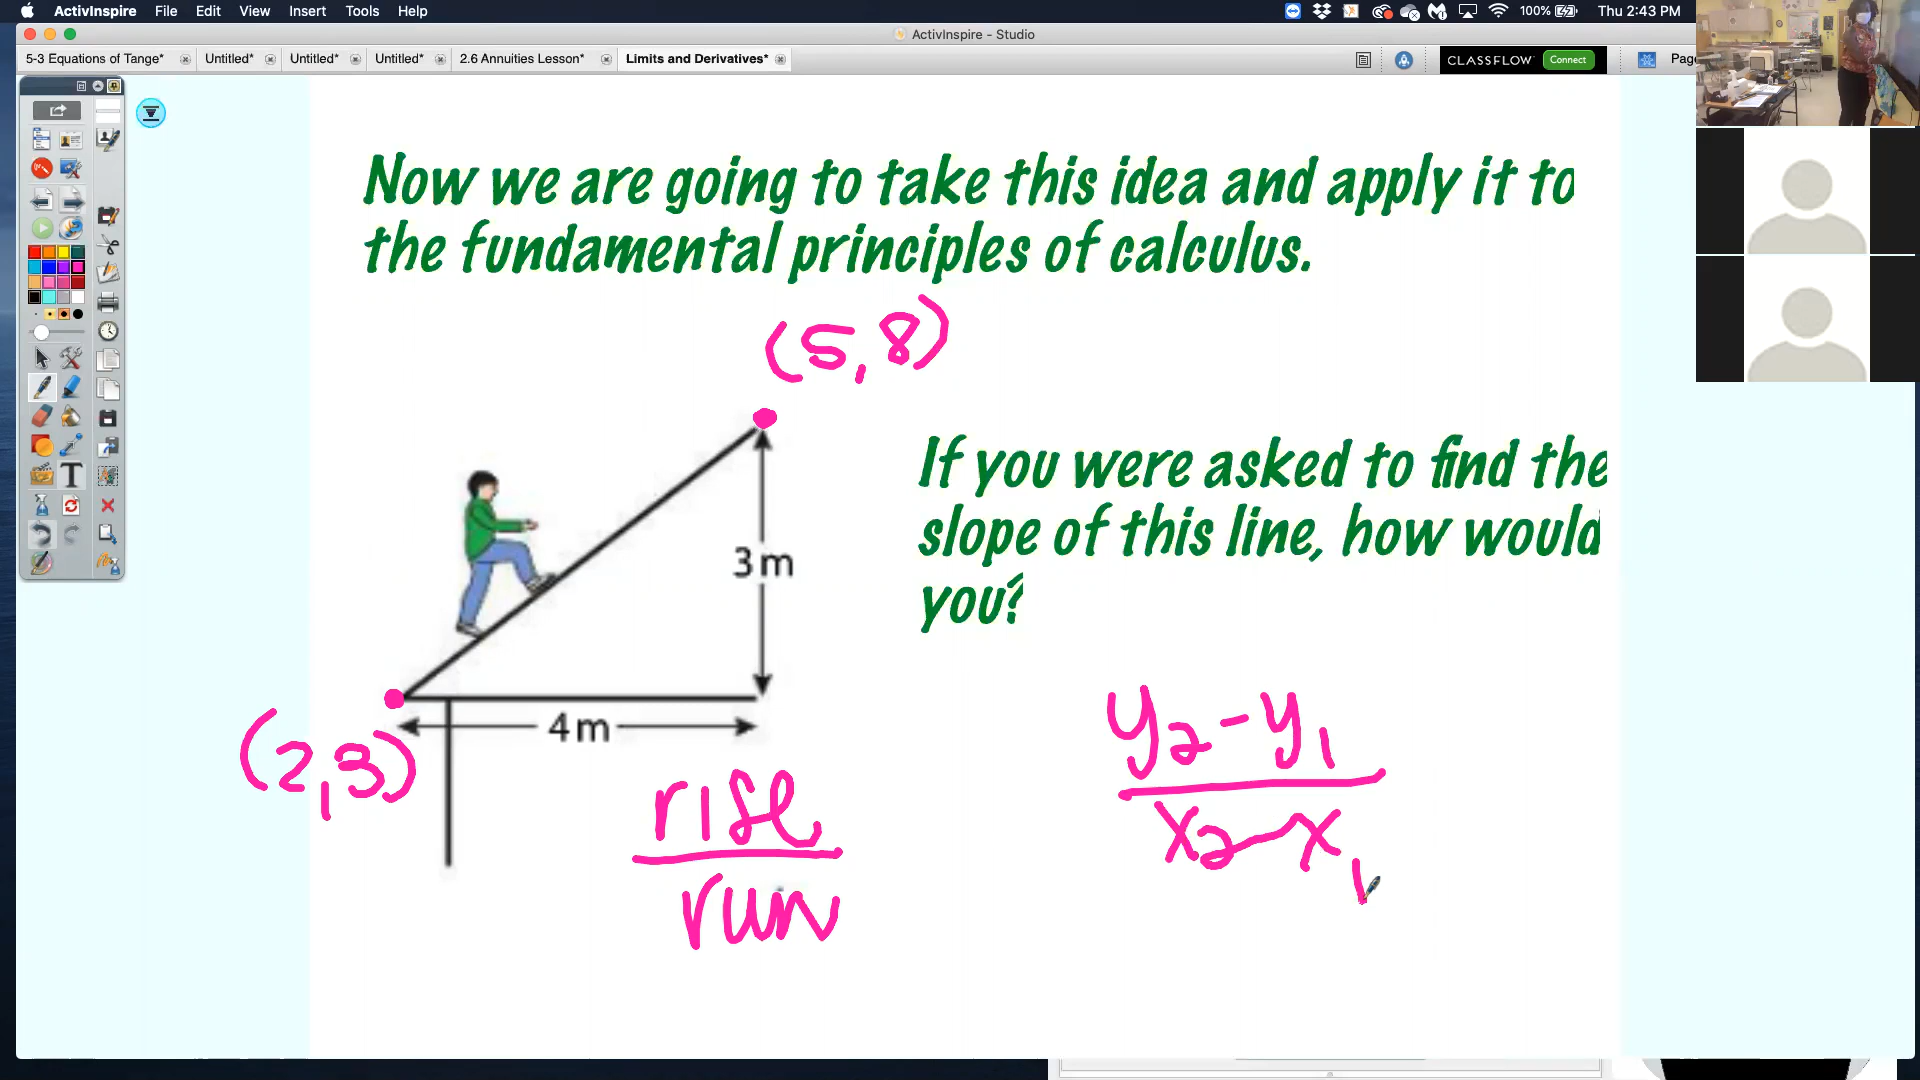 ActivInspire File Edit View Insert Tools Help
100% Thu 2:43 PM
ActivInspire - Studio
5-3 Equations of Tange* Untitled* Untitled* Untitled* 2.6 Annuities Lesson* Limits and Derivatives*
CLASSFLOW Connect
Now we are going to take this idea and apply it to
the fundamental principles of calculus.
(5,8)
If you were asked to find the
slope of this line, how would
you?
3 m
4 m
(2,3)
rise
run
y2-y1
x2-x1
T